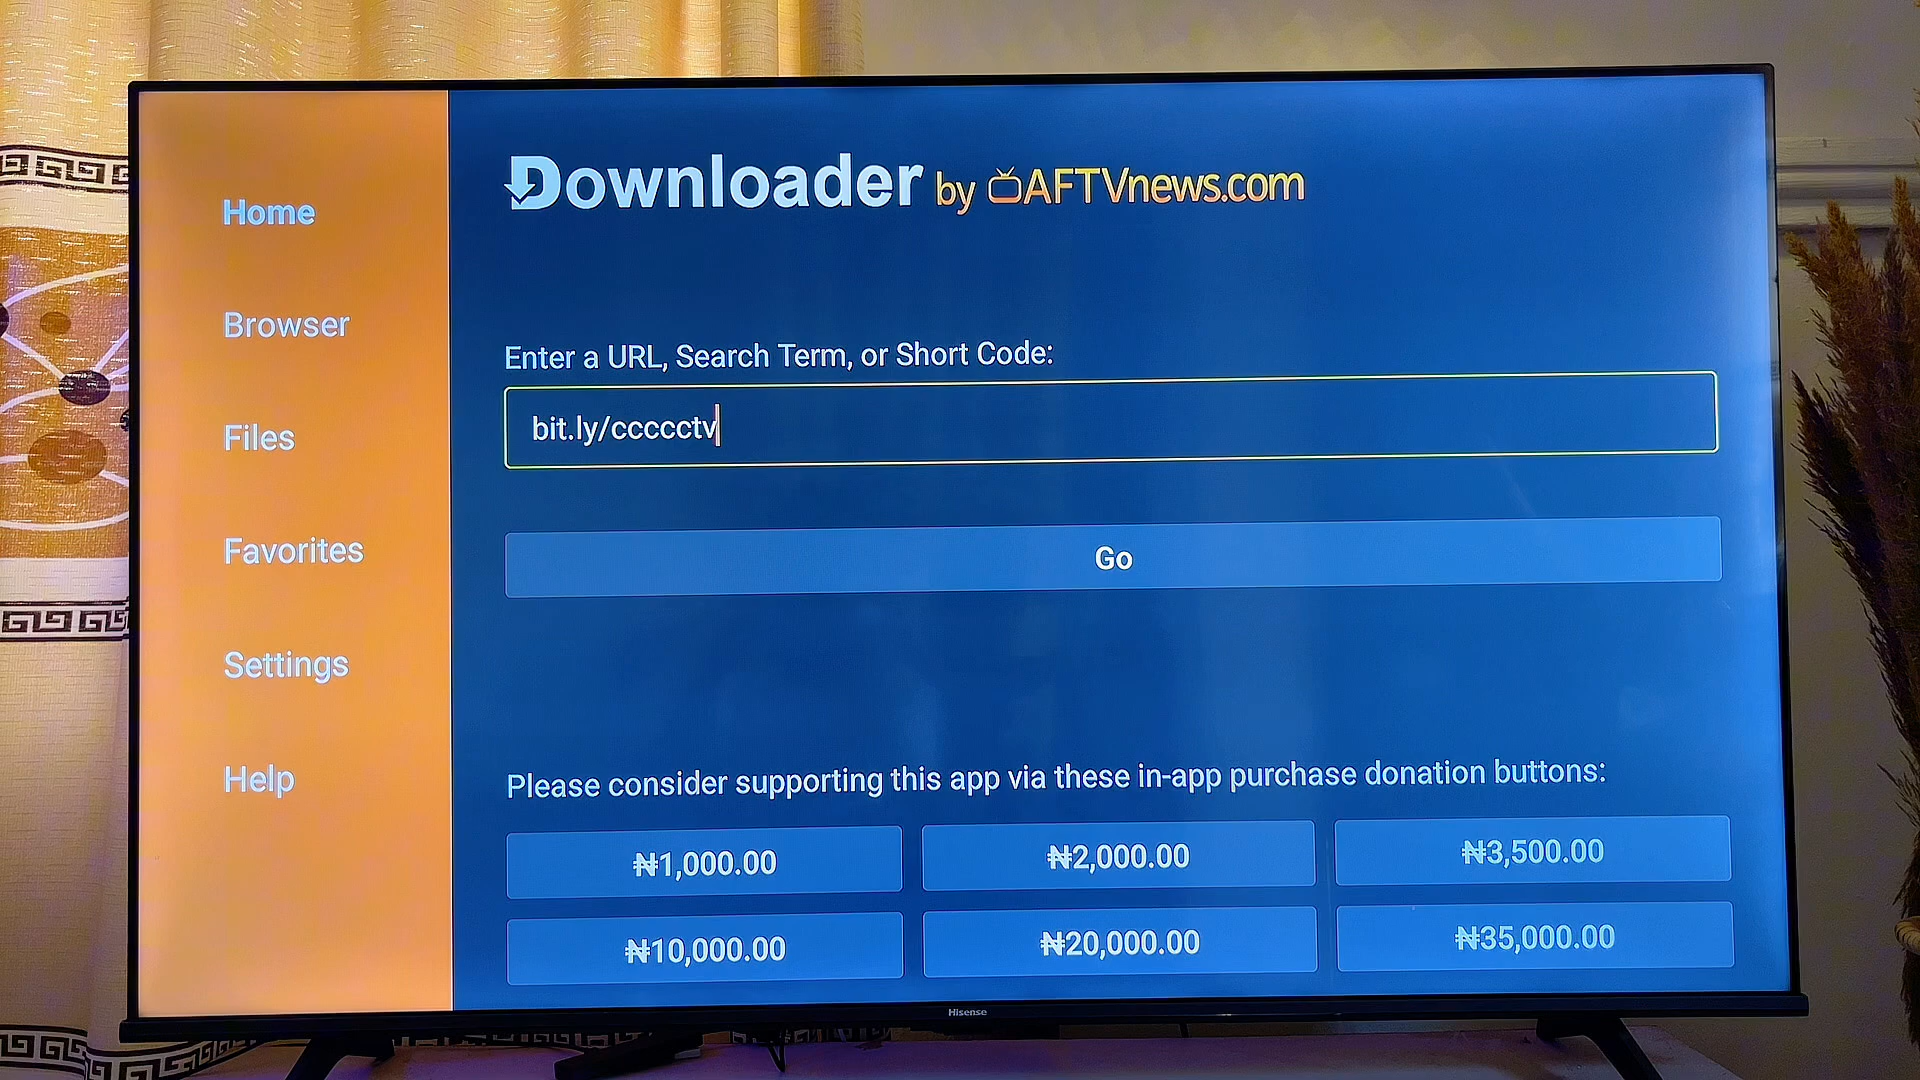 Downloader by AFTVnews.com
Home
Browser
Files
Favorites
Settings
Help
Enter a URL, Search Term, or Short Code:
bit.ly/cccccctv
Go
Please consider supporting this app via these in-app purchase donation buttons:
₦1,000.00
₦2,000.00
₦3,500.00
₦10,000.00
₦20,000.00
₦35,000.00
Hisense